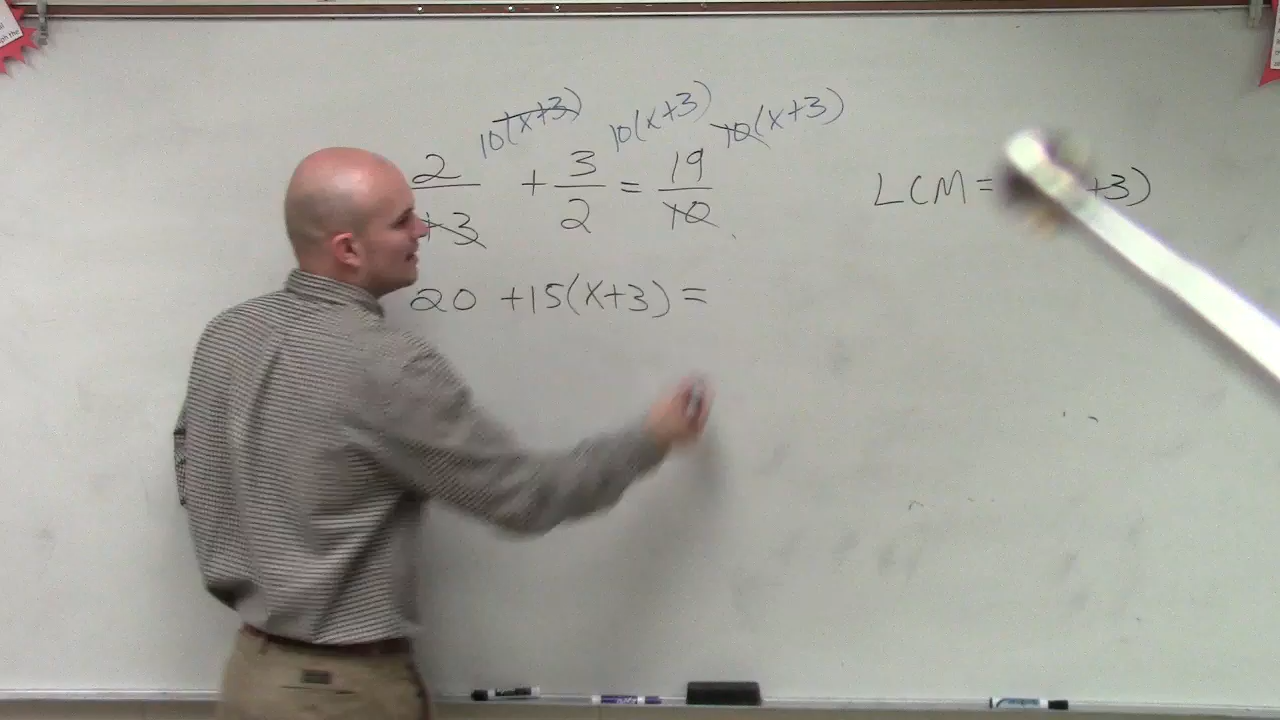 10(x+3) 10(x+3) 10(x+3)
2/+3 + 3/2 = 19/10
LCM= +3)
20 +15(x+3) =